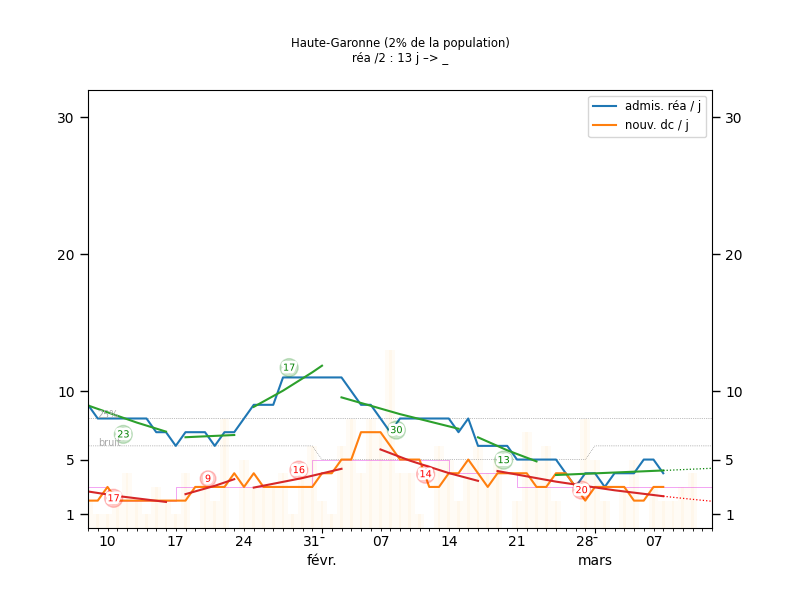 Haute-Garonne (2% de la population)
réa /2 : 13 j –> _
admis. réa / j
nouv. dc / j
30 30
20 20
10 10
5 5
1 1
24%
bruit
17
23
9
16
30
14
13
20
17
10 17 24 31 07 14 21 28 07
févr. mars